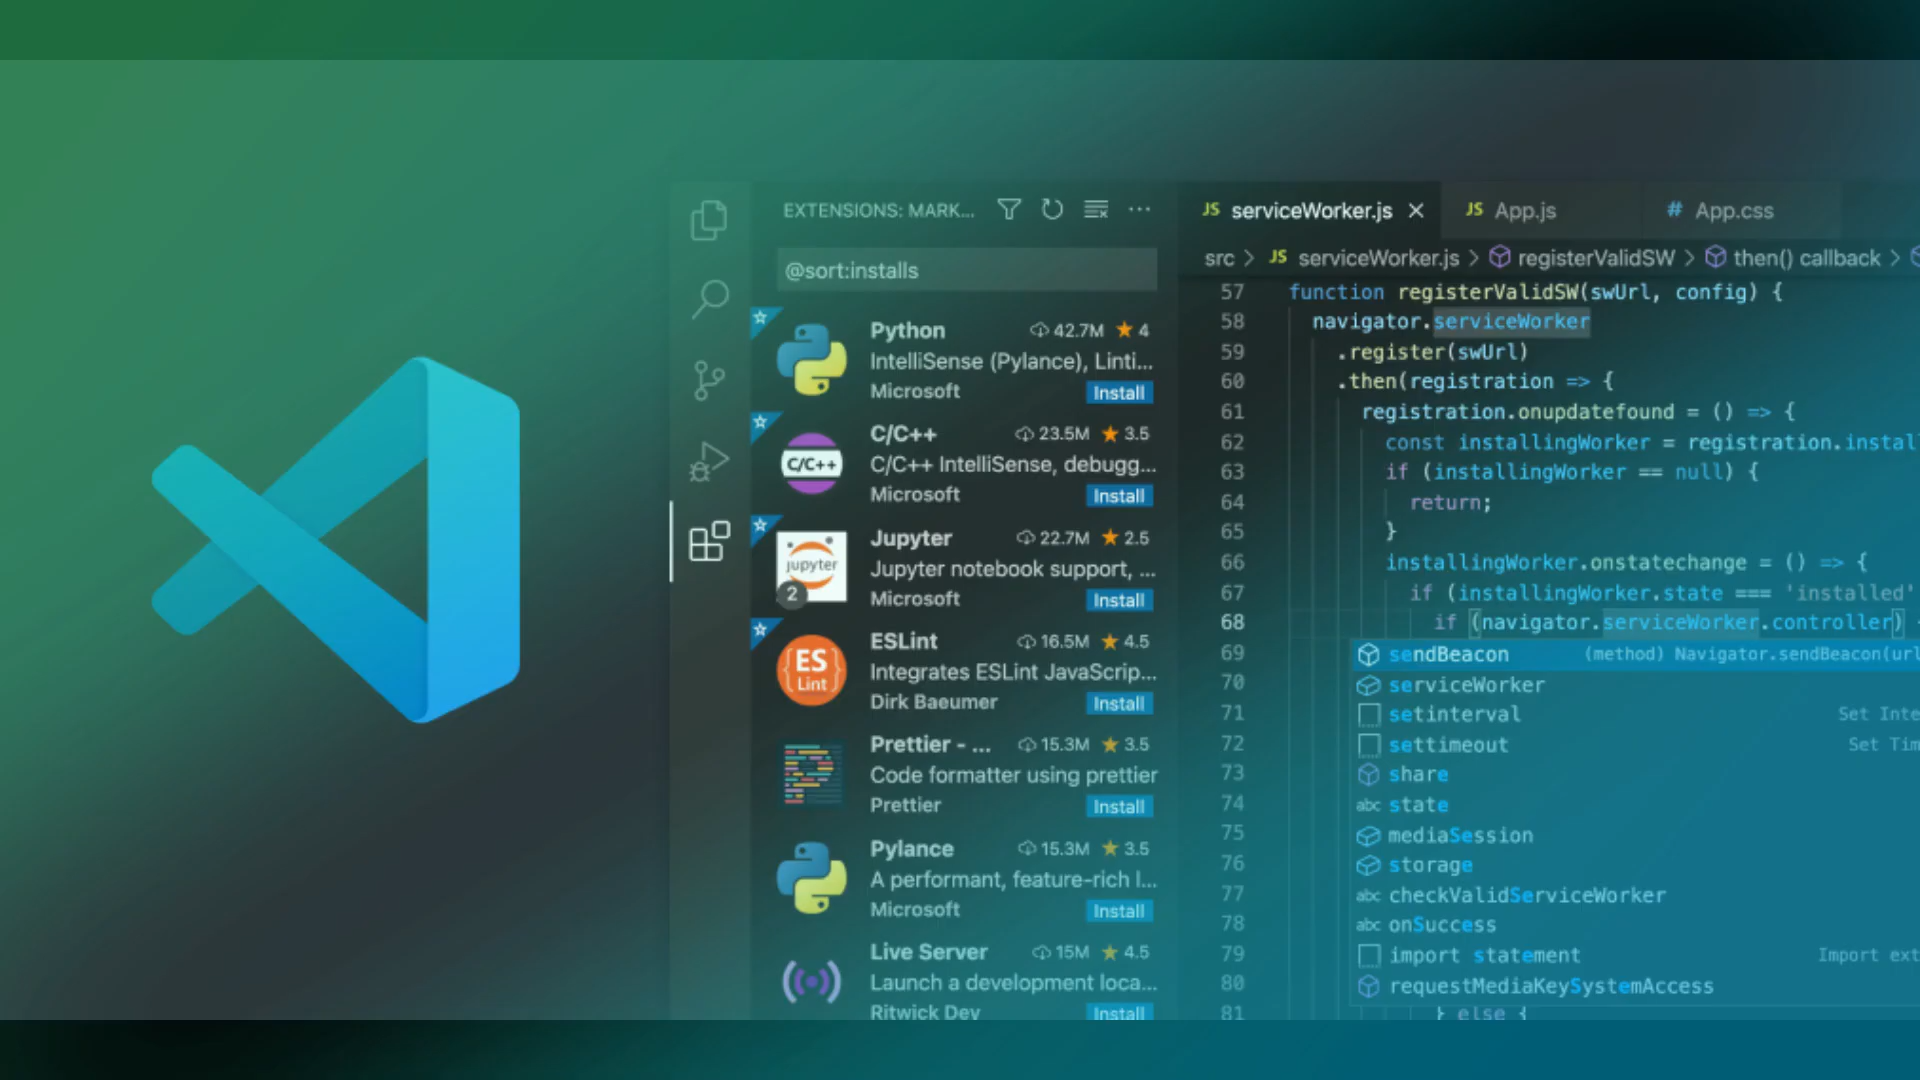 EXTENSIONS: MARK...
@sort:installs
Python 42.7M 4
IntelliSense (Pylance), Linti...
Microsoft Install
C/C++
C/C++ 23.5M 3.5
C/C++ IntelliSense, debugg...
Microsoft Install
jupyter
2
Jupyter 22.7M 2.5
Jupyter notebook support, ...
Microsoft Install
ES
Lint
ESLint 16.5M 4.5
Integrates ESLint JavaScrip...
Dirk Baeumer Install
Prettier - ... 15.3M 3.5
Code formatter using prettier
Prettier Install
Pylance 15.3M 3.5
A performant, feature-rich l...
Microsoft Install
Live Server 15M 4.5
Launch a development loca...
Ritwick Dey Install
JS serviceWorker.js JS App.js # App.css
src > JS serviceWorker.js > registerValidSW > then() callback >
57 function registerValidSW(swUrl, config) {
58 navigator.serviceWorker
59 .register(swUrl)
60 .then(registration => {
61 registration.onupdatefound = () => {
62 const installingWorker = registration.install
63 if (installingWorker == null) {
64 return;
65 }
66 installingWorker.onstatechange = () => {
67 if (installingWorker.state === 'installed'
68 if (navigator.serviceWorker.controller) {
69 sendBeacon (method) Navigator.sendBeacon(url
70 serviceWorker
71 setinterval Set Inte
72 settimeout Set Tim
73 share
74 abc state
75 mediaSession
76 storage
77 abc checkValidServiceWorker
78 abc onSuccess
79 import statement Import ext
80 requestMediaKeySystemAccess
81 } else {